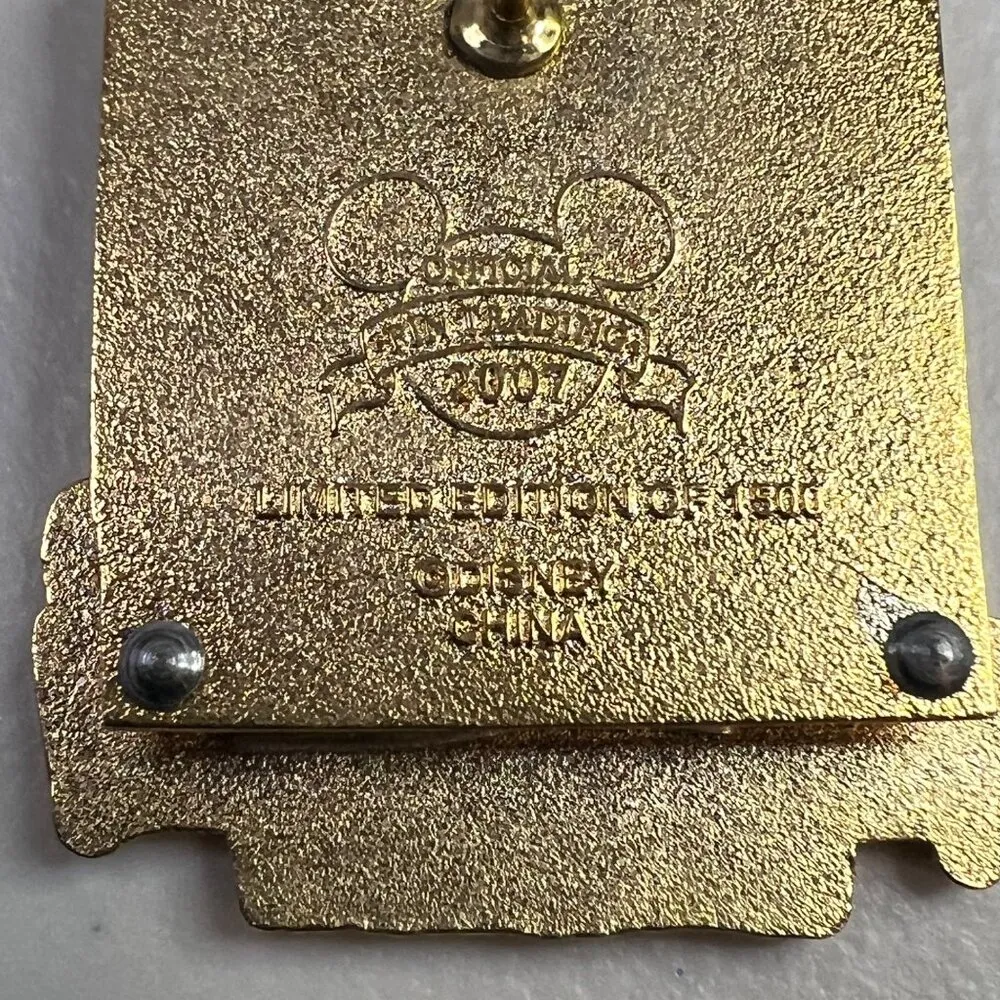 OFFICIAL
PIN TRADING
2007
LIMITED EDITION OF 1500
©DISNEY
CHINA